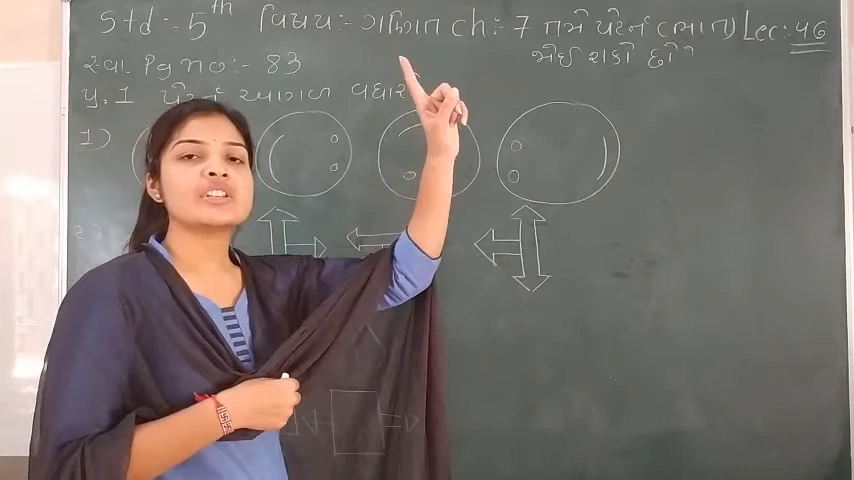 Std :- 5th વિષય :- ગણિત ch :- 7 તમે પેટર્ન (ભાત) Lec :- 46
જોઈ શકો છો?
સ્વા. Pg no :- 83
પ્ર. 1 પેટર્ન આગળ વધારો
1)